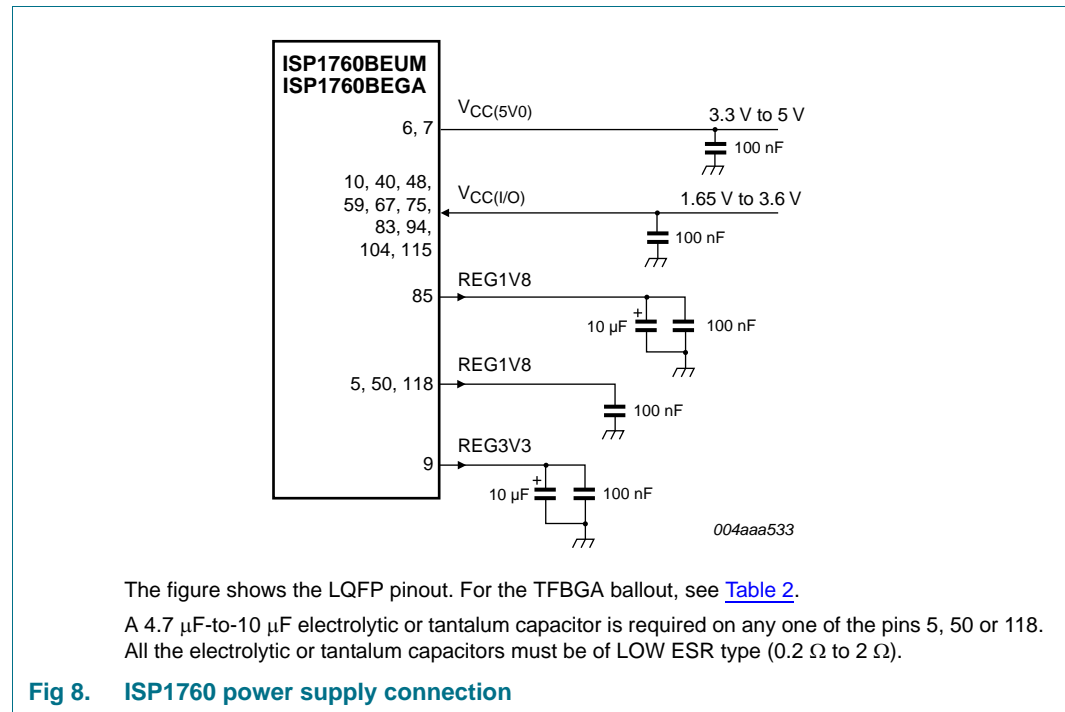 ISP1760BEUM
ISP1760BEGA
VCC(5V0)
3.3 V to 5 V
6, 7
100 nF
10, 40, 48,
59, 67, 75,
83, 94,
104, 115
VCC(I/O)
1.65 V to 3.6 V
100 nF
REG1V8
85
+
10 µF
100 nF
REG1V8
5, 50, 118
100 nF
REG3V3
9
+
10 µF
100 nF
004aaa533
The figure shows the LQFP pinout. For the TFBGA ballout, see Table 2.
A 4.7 µF-to-10 µF electrolytic or tantalum capacitor is required on any one of the pins 5, 50 or 118.
All the electrolytic or tantalum capacitors must be of LOW ESR type (0.2 Ω to 2 Ω).
Fig 8. ISP1760 power supply connection